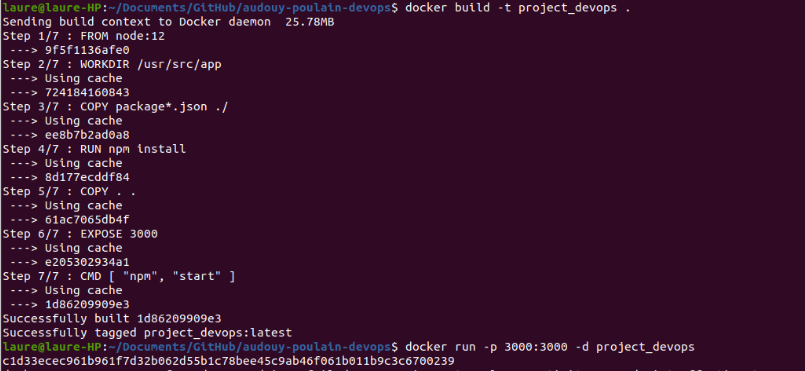 laure@laure-HP:~/Documents/GitHub/audouy-poulain-devops$ docker build -t project_devops .
Sending build context to Docker daemon  25.78MB
Step 1/7 : FROM node:12
 ---> 9f5f1136afe0
Step 2/7 : WORKDIR /usr/src/app
 ---> Using cache
 ---> 724184160843
Step 3/7 : COPY package*.json ./
 ---> Using cache
 ---> ee8b7b2ad0a8
Step 4/7 : RUN npm install
 ---> Using cache
 ---> 8d177ecddf84
Step 5/7 : COPY . .
 ---> Using cache
 ---> 61ac7065db4f
Step 6/7 : EXPOSE 3000
 ---> Using cache
 ---> e205302934a1
Step 7/7 : CMD [ "npm", "start" ]
 ---> Using cache
 ---> 1d86209909e3
Successfully built 1d86209909e3
Successfully tagged project_devops:latest
laure@laure-HP:~/Documents/GitHub/audouy-poulain-devops$ docker run -p 3000:3000 -d project_devops
c1d33ecec961b961f7d32b062d55b1c78bee45c9ab46f061b011b9c3c6700239